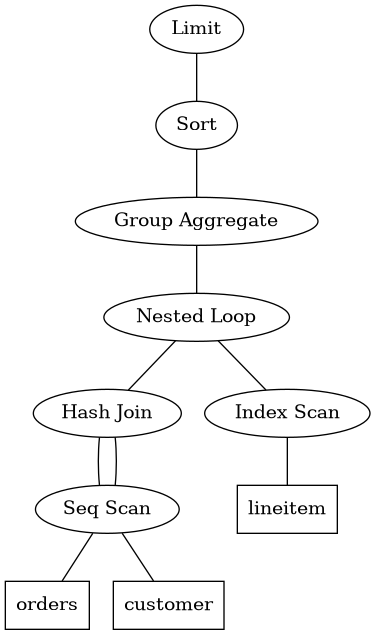 Limit
Sort
Group Aggregate
Nested Loop
Hash Join
Index Scan
Seq Scan
lineitem
orders
customer